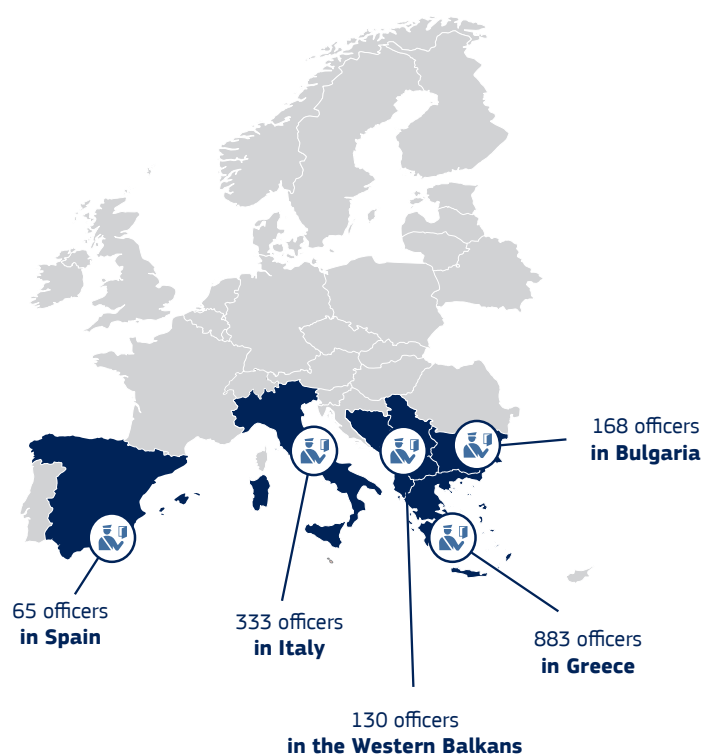 168 officers
in Bulgaria
65 officers
in Spain
333 officers
in Italy
883 officers
in Greece
130 officers
in the Western Balkans